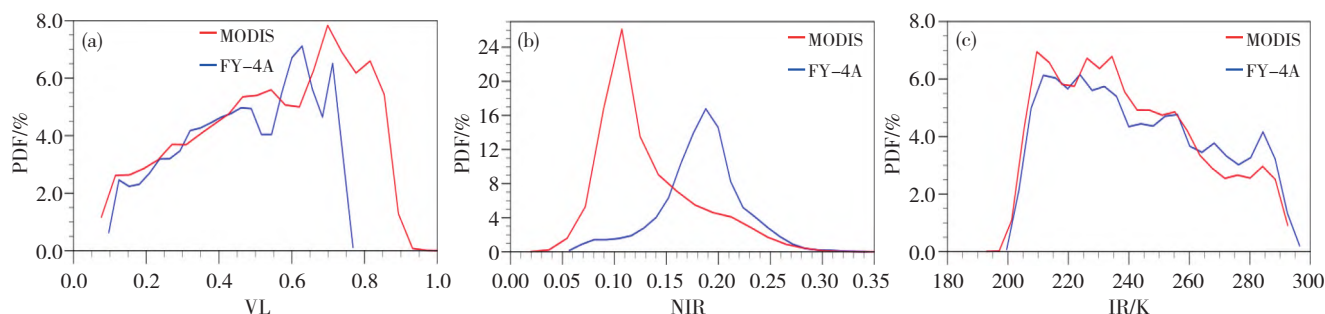 (a)
MODIS
FY-4A
PDF/%
8.0
6.0
4.0
2.0
0.0
0.0 0.2 0.4 0.6 0.8 1.0
VL
(b)
MODIS
FY-4A
PDF/%
24
20
16
12
8
4
0
0.00 0.05 0.10 0.15 0.20 0.25 0.30 0.35
NIR
(c)
MODIS
FY-4A
PDF/%
8.0
6.0
4.0
2.0
0.0
180 200 220 240 260 280 300
IR/K